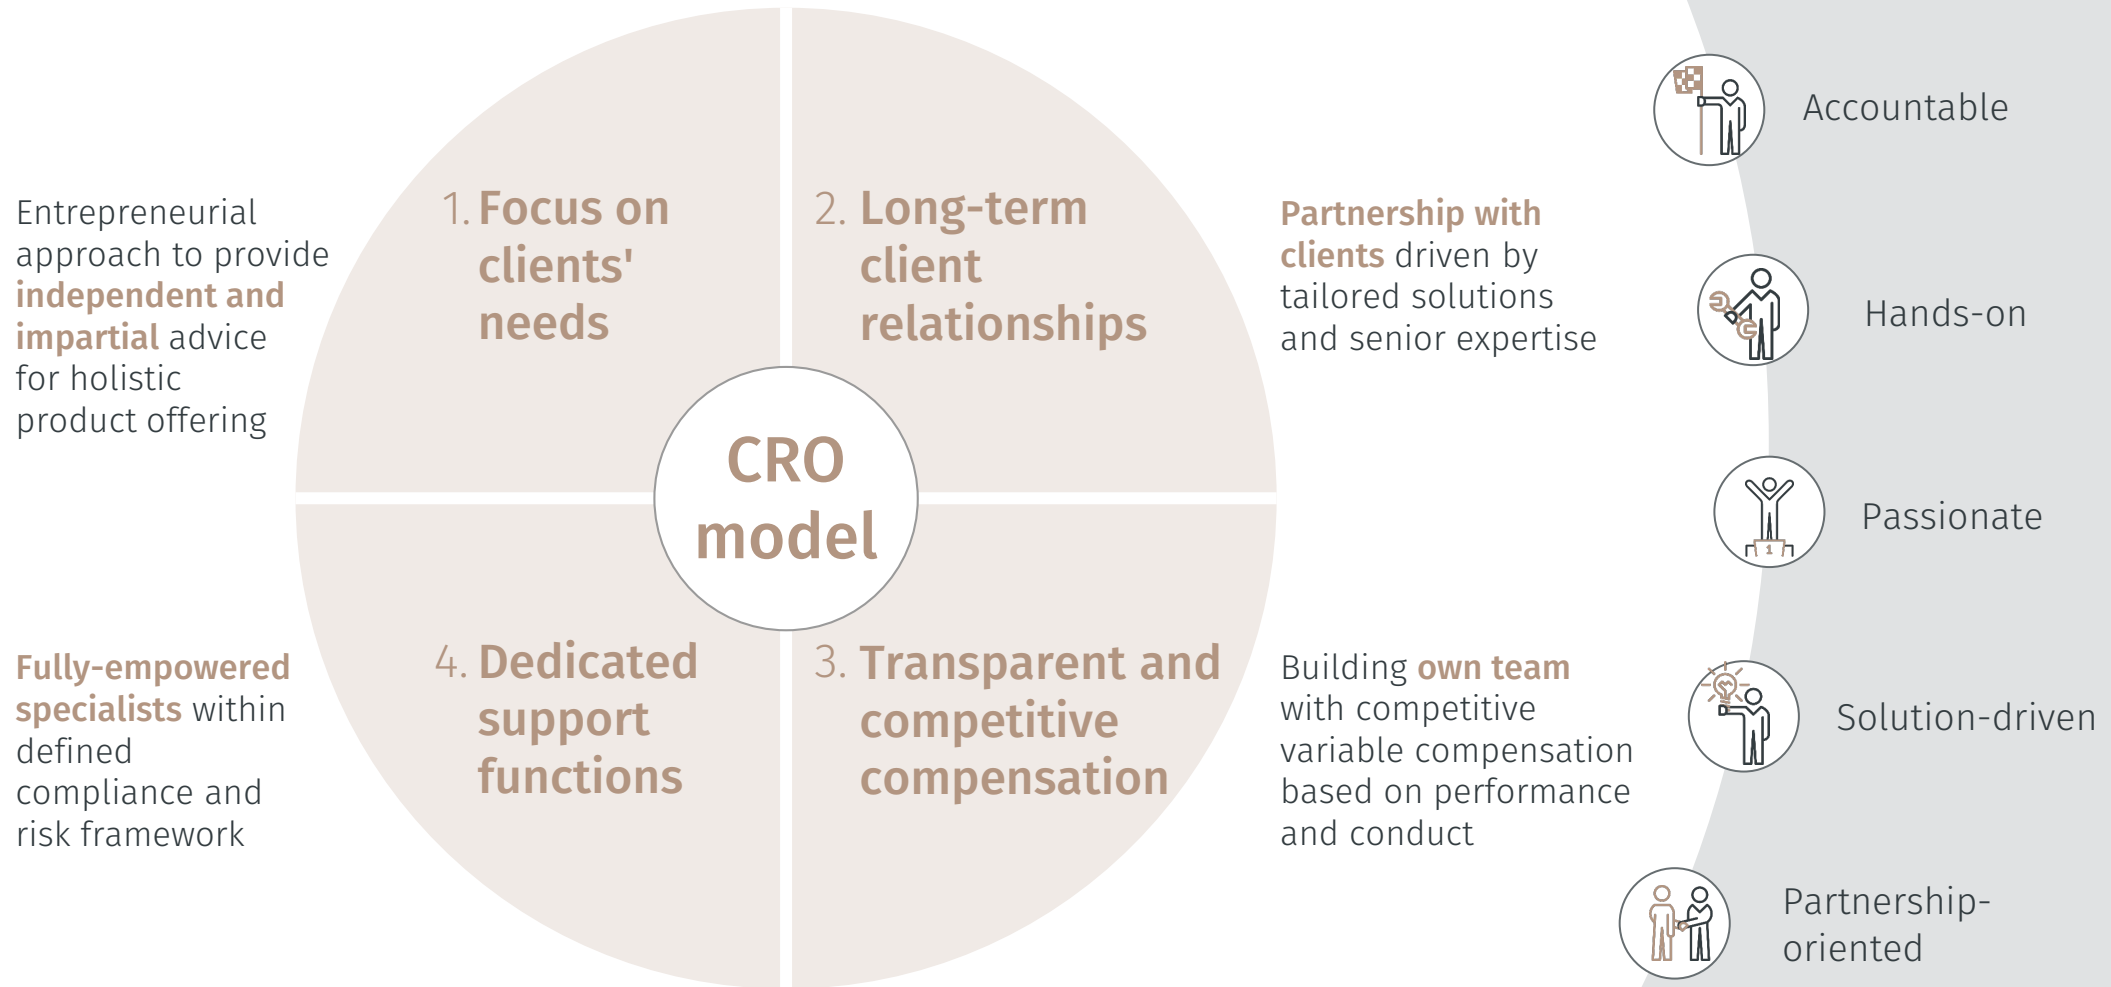 Entrepreneurial
approach to provide
independent and
impartial advice
for holistic
product offering
1. Focus on
clients'
needs
2. Long-term
client
relationships
Partnership with
clients driven by
tailored solutions
and senior expertise
CRO
model
Fully-empowered
specialists within
defined
compliance and
risk framework
4. Dedicated
support
functions
3. Transparent and
competitive
compensation
Building own team
with competitive
variable compensation
based on performance
and conduct
Accountable
Hands-on
Passionate
1
Solution-driven
Partnership-
oriented